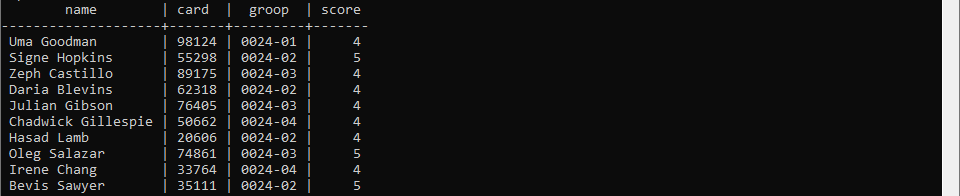 name | card | groop | score
--------------------+-------+---------+-------
Uma Goodman | 98124 | 0024-01 | 4
Signe Hopkins | 55298 | 0024-02 | 5
Zeph Castillo | 89175 | 0024-03 | 4
Daria Blevins | 62318 | 0024-02 | 4
Julian Gibson | 76405 | 0024-03 | 4
Chadwick Gillespie | 50662 | 0024-04 | 4
Hasad Lamb | 20606 | 0024-02 | 4
Oleg Salazar | 74861 | 0024-03 | 5
Irene Chang | 33764 | 0024-04 | 4
Bevis Sawyer | 35111 | 0024-02 | 5